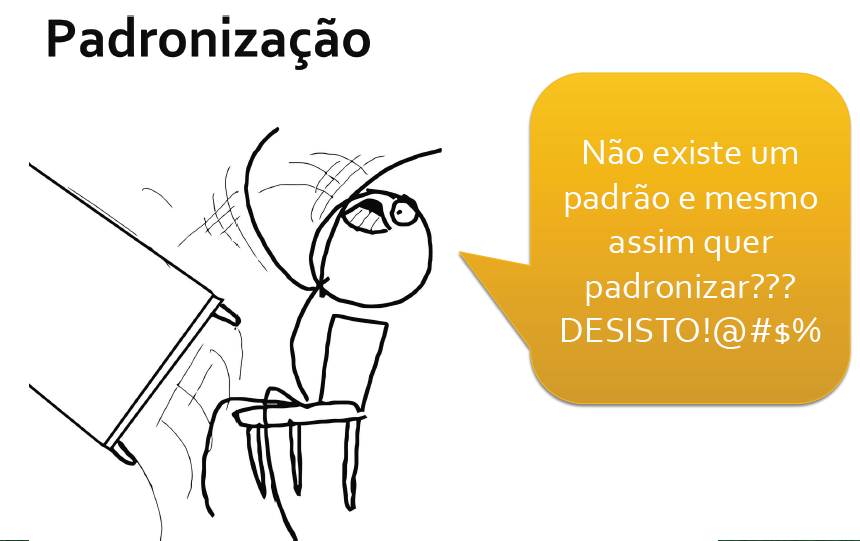 Padronização
Não existe um
padrão e mesmo
assim quer
padronizar???
DESISTO!@#$%